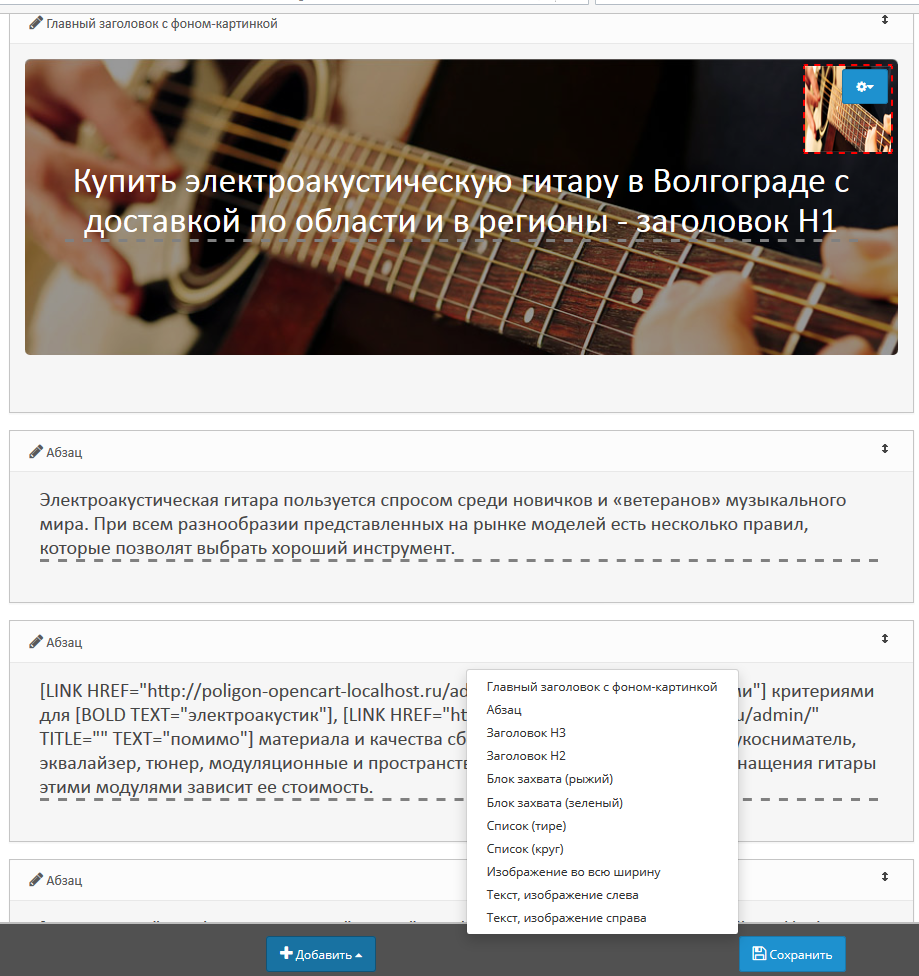 Главный заголовок с фоном-картинкой
Купить электроакустическую гитару в Волгограде с
доставкой по области и в регионы - заголовок H1
Абзац
Электроакустическая гитара пользуется спросом среди новичков и «ветеранов» музыкального
мира. При всем разнообразии представленных на рынке моделей есть несколько правил,
которые позволят выбрать хороший инструмент.
Абзац
[LINK HREF="http://poligon-opencart-localhost.ru/ad ми"] критериями
для [BOLD TEXT="электроакустик"], [LINK HREF="ht u/admin/"
TITLE="" TEXT="помимо"] материала и качества сб укосниматель,
эквалайзер, тюнер, модуляционные и пространств нащения гитары
этими модулями зависит ее стоимость.
Главный заголовок с фоном-картинкой
Абзац
Заголовок H3
Заголовок H2
Блок захвата (рыжий)
Блок захвата (зеленый)
Список (тире)
Список (круг)
Изображение во всю ширину
Текст, изображение слева
Текст, изображение справа
Абзац
Добавить
Сохранить